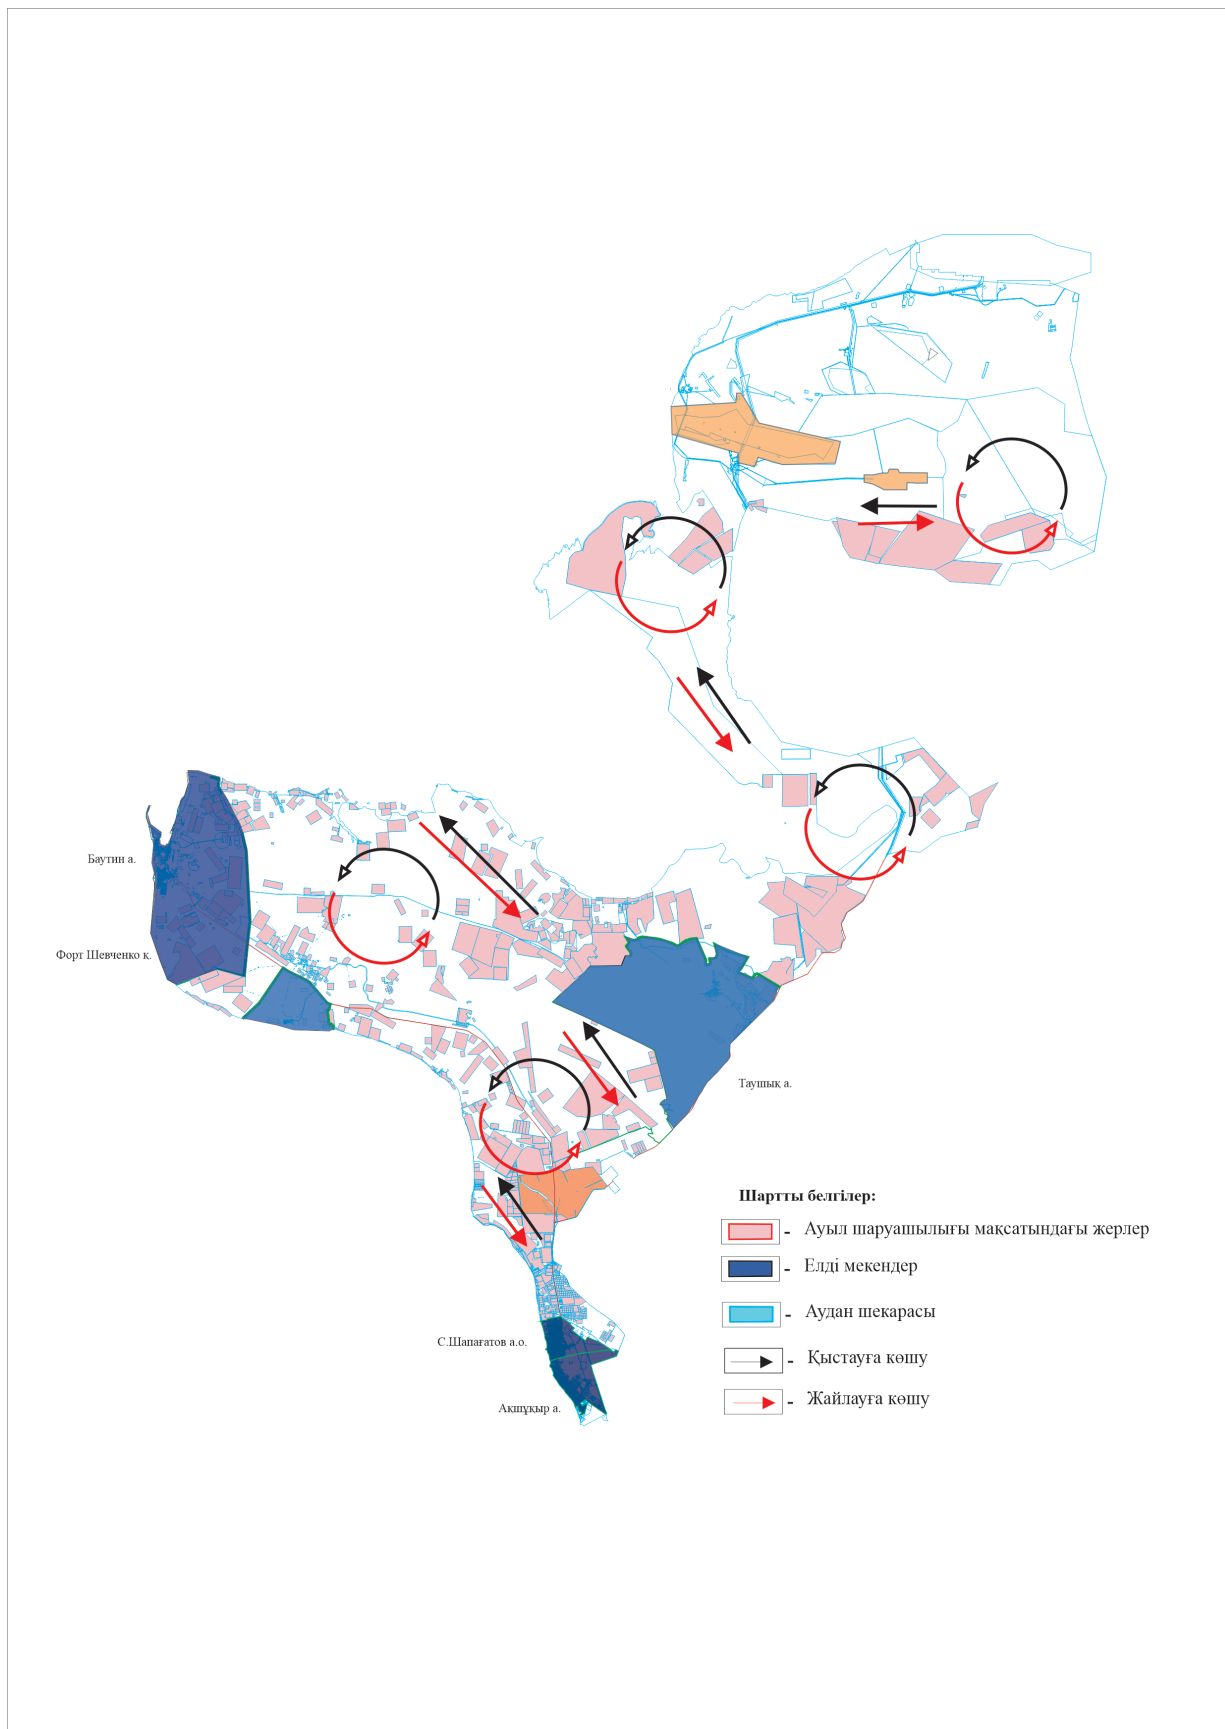 Баутин а.
Форт Шевченко қ.
Таушық а.
Шартты белгілер:
- Ауыл шаруашылығы мақсатындағы жерлер
- Елді мекендер
- Аудан шекарасы
- Қыстауға көшу
- Жайлауға көшу
С.Шапағатов а.о.
Ақшұқыр а.